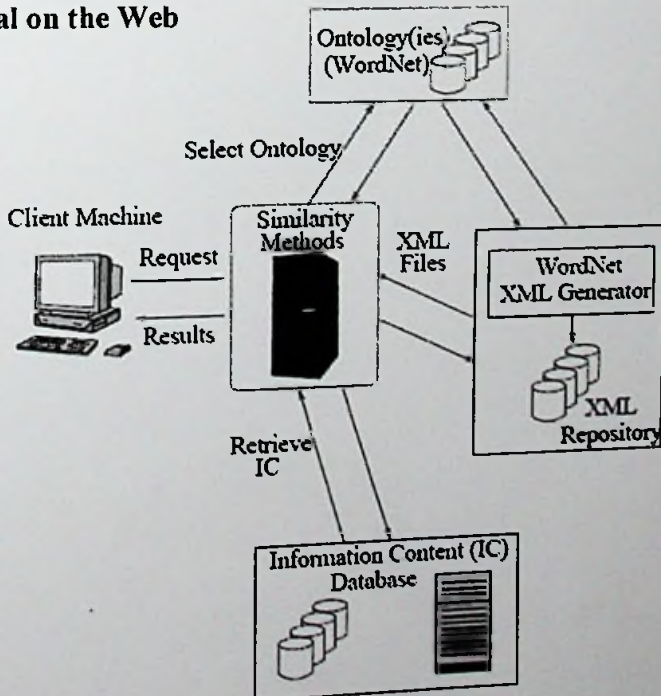 al on the Web
Ontology(ies)
(WordNet)
Select Ontology
Client Machine
Similarity
Methods
XML
Files
Request
Results
WordNet
XML Generator
XML
Repository
Retrieve
IC
Information Content (IC)
Database